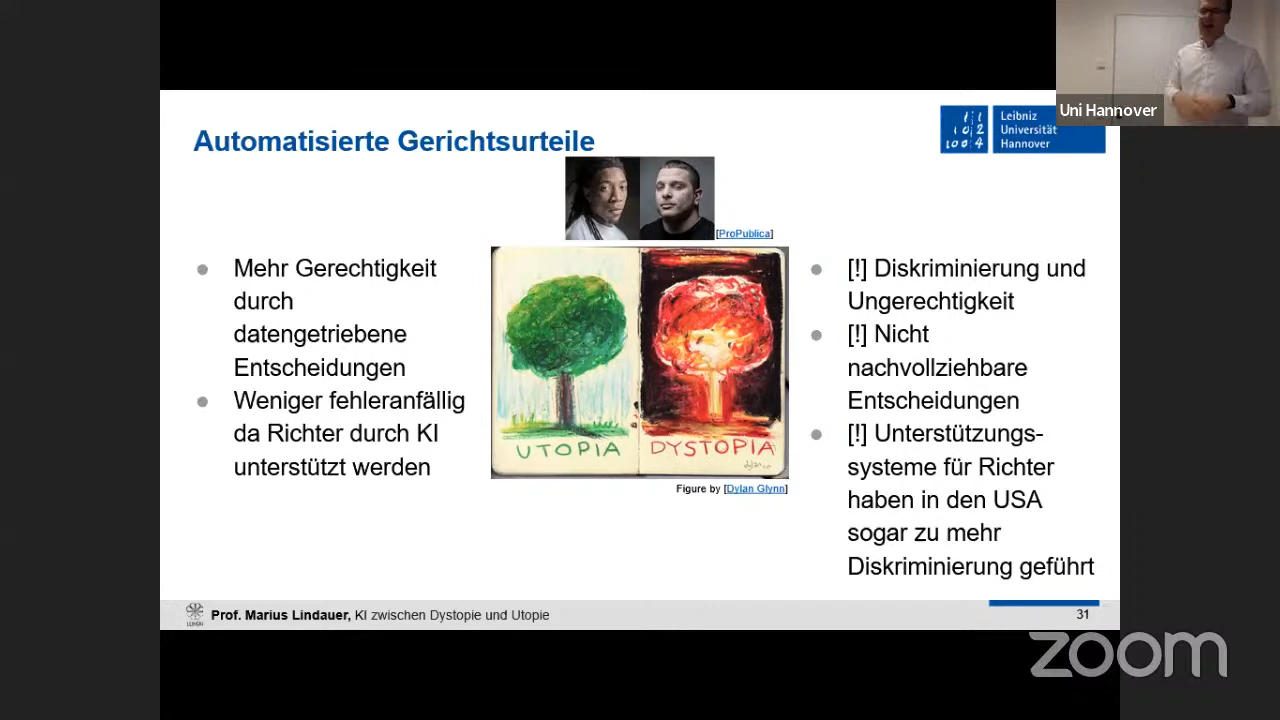 Uni Hannover
Leibniz
Universität
Hannover
Automatisierte Gerichtsurteile
[ProPublica]
● Mehr Gerechtigkeit
durch
datengetriebene
Entscheidungen
● Weniger fehleranfällig
da Richter durch KI
unterstützt werden
UTOPIA
DYSTOPIA
Figure by [Dylan Glynn]
● [!] Diskriminierung und
Ungerechtigkeit
● [!] Nicht
nachvollziehbare
Entscheidungen
● [!] Unterstützungs-
systeme für Richter
haben in den USA
sogar zu mehr
Diskriminierung geführt
Prof. Marius Lindauer, KI zwischen Dystopie und Utopie
31
zoom